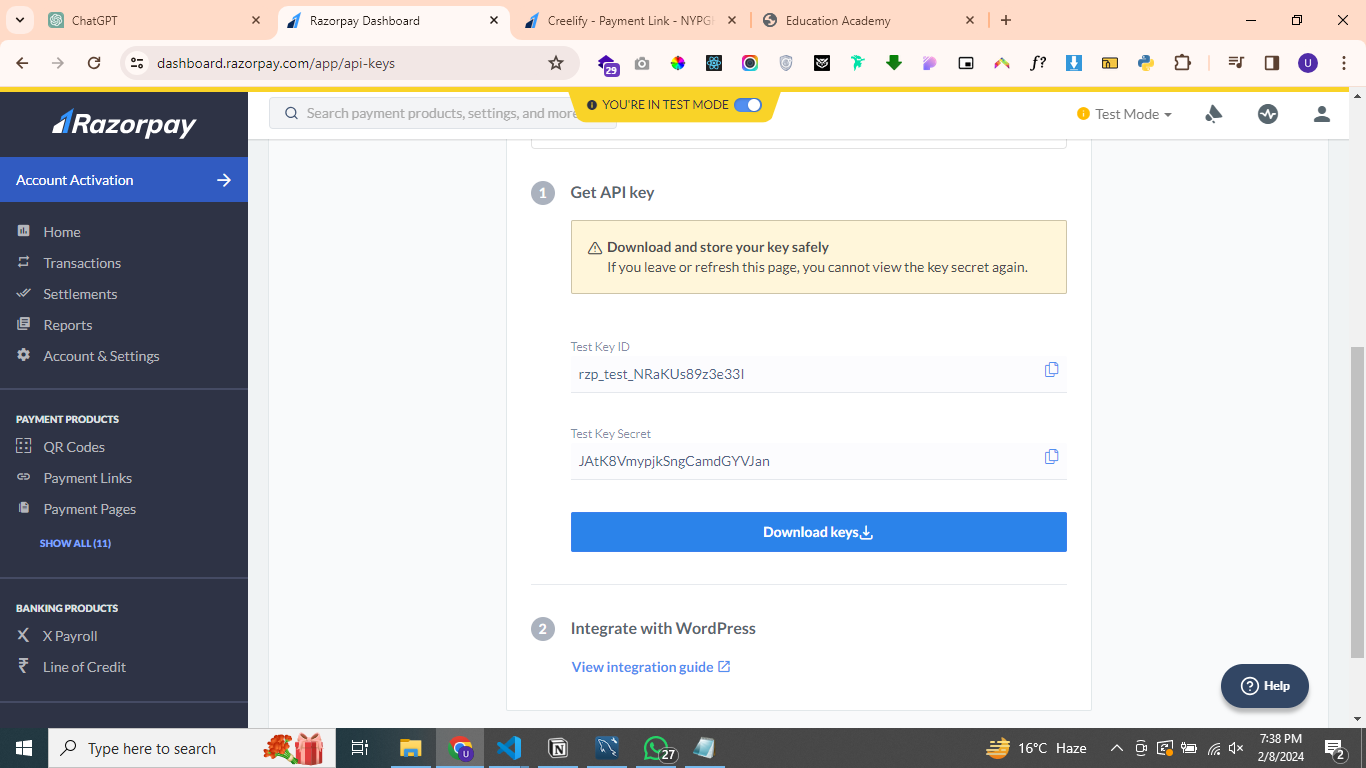 ChatGPT
Razorpay Dashboard
Creelify - Payment Link - NYPG
Education Academy
dashboard.razorpay.com/app/api-keys
29
f?
U
Razorpay
Search payment products, settings, and more
YOU'RE IN TEST MODE
Test Mode
Account Activation
Home
Transactions
Settlements
Reports
Account & Settings
PAYMENT PRODUCTS
QR Codes
Payment Links
Payment Pages
SHOW ALL (11)
BANKING PRODUCTS
X Payroll
Line of Credit
1 Get API key
Download and store your key safely
If you leave or refresh this page, you cannot view the key secret again.
Test Key ID
rzp_test_NRaKUs89z3e33I
Test Key Secret
JAtK8VmypjkSngCamdGYVJan
Download keys
2 Integrate with WordPress
View integration guide
Help
Type here to search
U
27
16°C Haze
7:38 PM
2/8/2024
2